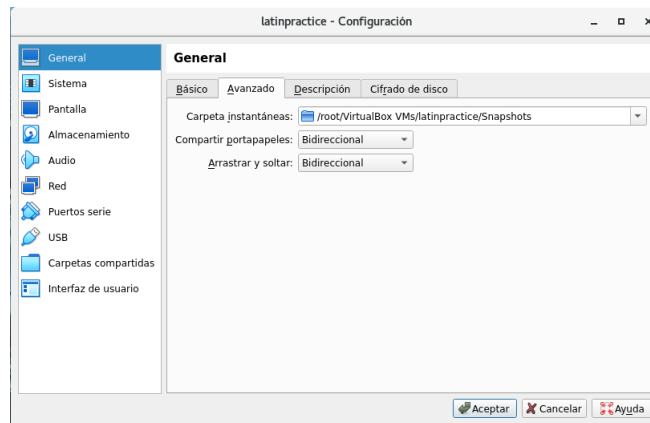 latinpractice - Configuración
General
Sistema
Pantalla
Almacenamiento
Audio
Red
Puertos serie
USB
Carpetas compartidas
Interfaz de usuario
General
Básico Avanzado Descripción Cifrado de disco
Carpeta instantáneas: /root/VirtualBox VMs/latinpractice/Snapshots
Compartir portapapeles: Bidireccional
Arrastrar y soltar: Bidireccional
Aceptar Cancelar Ayuda